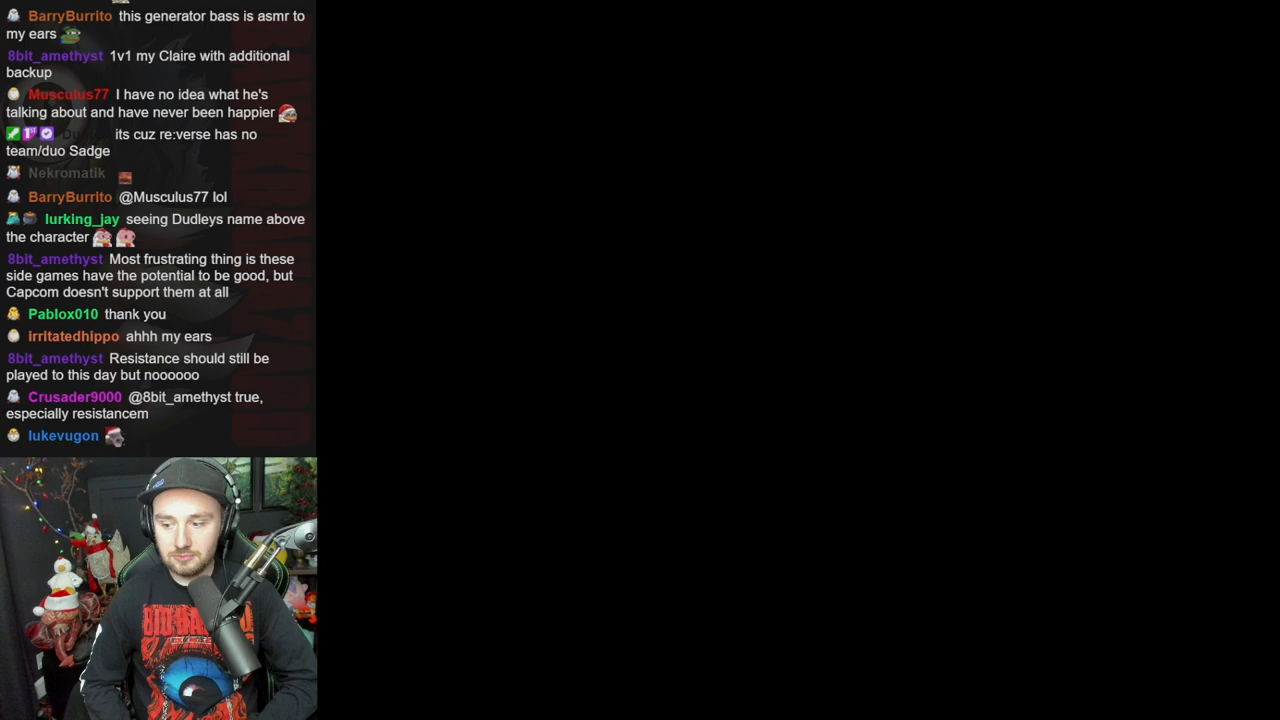 BarryBurrito this generator bass is asmr to
my ears
8bit_amethyst 1v1 my Claire with additional
backup
Musculus77 I have no idea what he's
talking about and have never been happier
its cuz re:verse has no
team/duo Sadge
Nekromatik
BarryBurrito @Musculus77 lol
lurking_jay seeing Dudleys name above
the character
8bit_amethyst Most frustrating thing is these
side games have the potential to be good, but
Capcom doesn't support them at all
Pablox010 thank you
irritatedhippo ahhh my ears
8bit_amethyst Resistance should still be
played to this day but noooooo
Crusader9000 @8bit_amethyst true,
especially resistancem
lukevugon